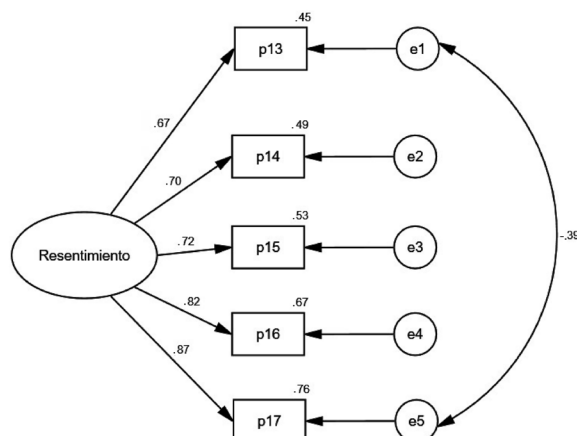 .45
p13
e1
.67
.49
p14
e2
.70
.53
p15
e3
-.39
.72
Resentimiento
.82
.67
p16
e4
.87
.76
p17
e5